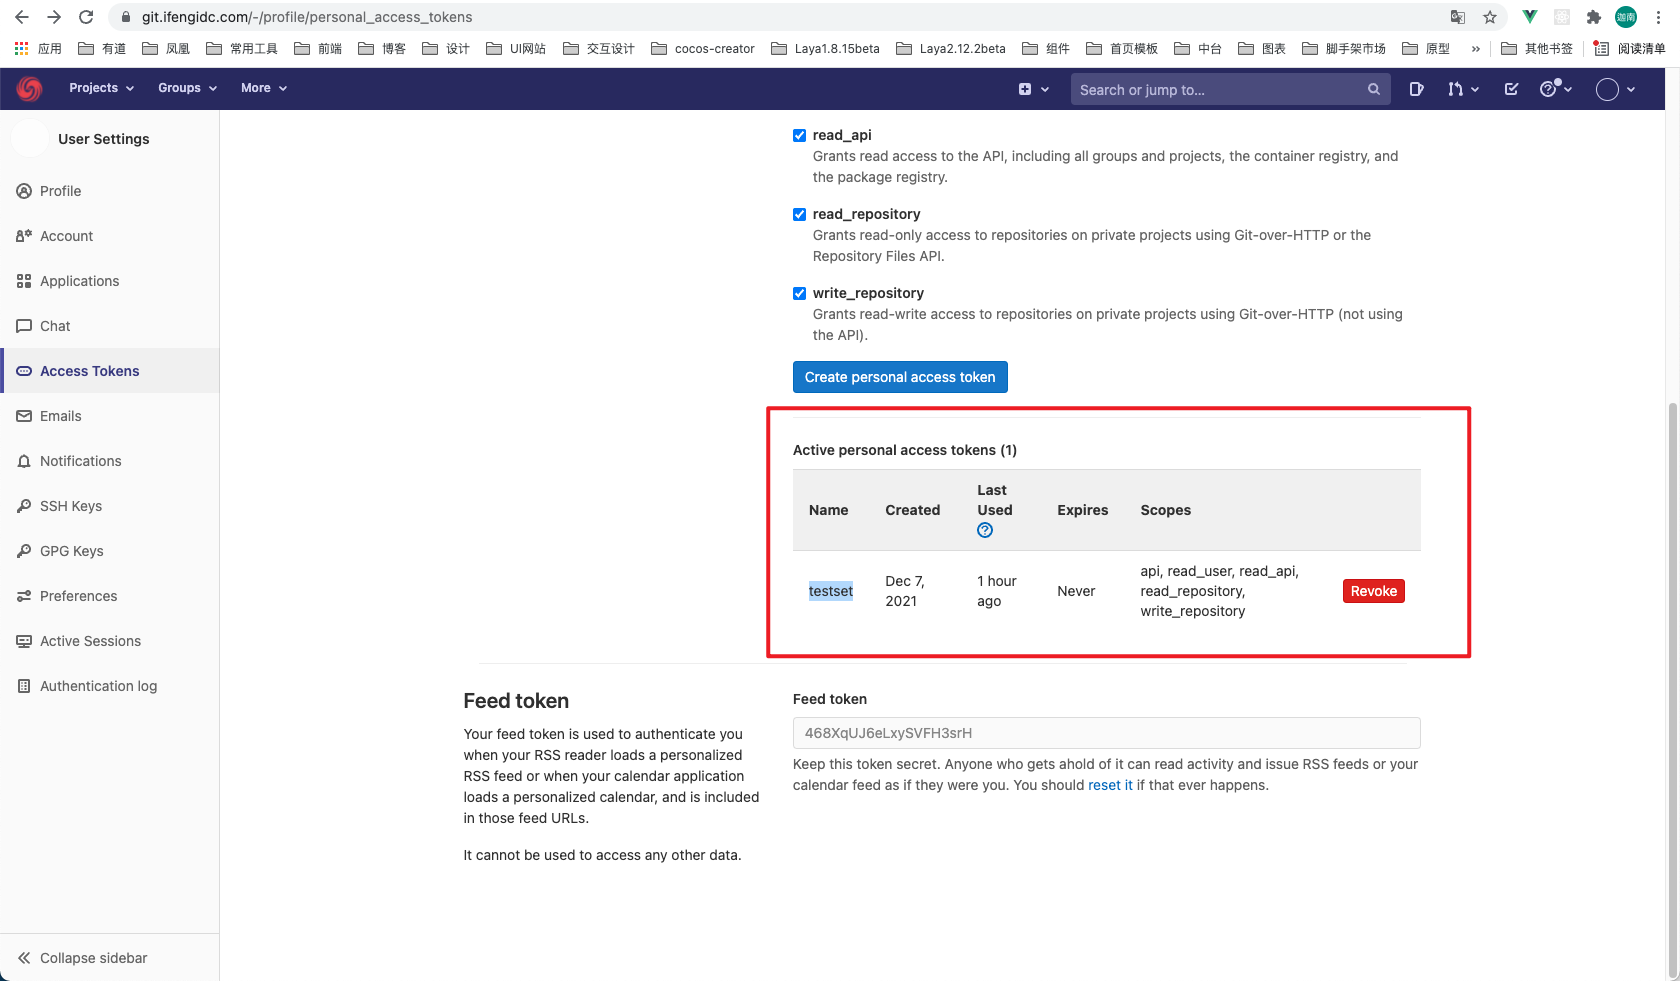 git.ifengidc.com/-/profile/personal_access_tokens
迦南
应用 有道 凤凰 常用工具 前端 博客 设计 UI网站 交互设计 cocos-creator Laya1.8.15beta Laya2.12.2beta 组件 首页模板 中台 图表 脚手架市场 原型 » 其他书签 阅读清单
Projects Groups More Search or jump to...
User Settings
Profile
Account
Applications
Chat
Access Tokens
Emails
Notifications
SSH Keys
GPG Keys
Preferences
Active Sessions
Authentication log
Collapse sidebar
read_api
Grants read access to the API, including all groups and projects, the container registry, and
the package registry.
read_repository
Grants read-only access to repositories on private projects using Git-over-HTTP or the
Repository Files API.
write_repository
Grants read-write access to repositories on private projects using Git-over-HTTP (not using
the API).
Create personal access token
Active personal access tokens (1)
Name Created Last Used Expires Scopes
testset Dec 7, 2021 1 hour ago Never api, read_user, read_api, read_repository, write_repository Revoke
Feed token
Your feed token is used to authenticate you
when your RSS reader loads a personalized
RSS feed or when your calendar application
loads a personalized calendar, and is included
in those feed URLs.
It cannot be used to access any other data.
Feed token
468XqUJ6eLxySVFH3srH
Keep this token secret. Anyone who gets ahold of it can read activity and issue RSS feeds or your
calendar feed as if they were you. You should reset it if that ever happens.